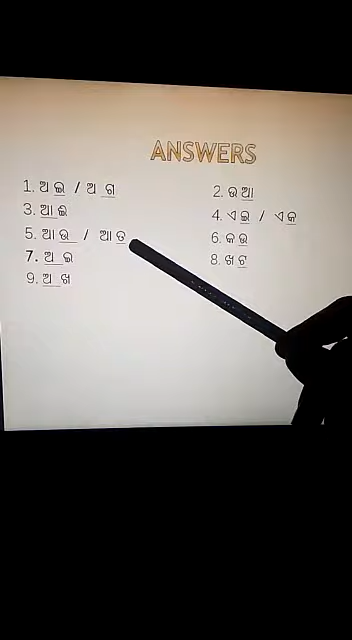 ANSWERS
1. ଅ ଇ / ଅ ଗ
2. ଉ ଆ
3. ଆ ଈ
4. ଏ ଇ / ଏ କ
5. ଆ ଉ / ଆ ତ
6. କ ଉ
7. ଅ ଇ
8. ଖ ଟ
9. ଅ ଖ